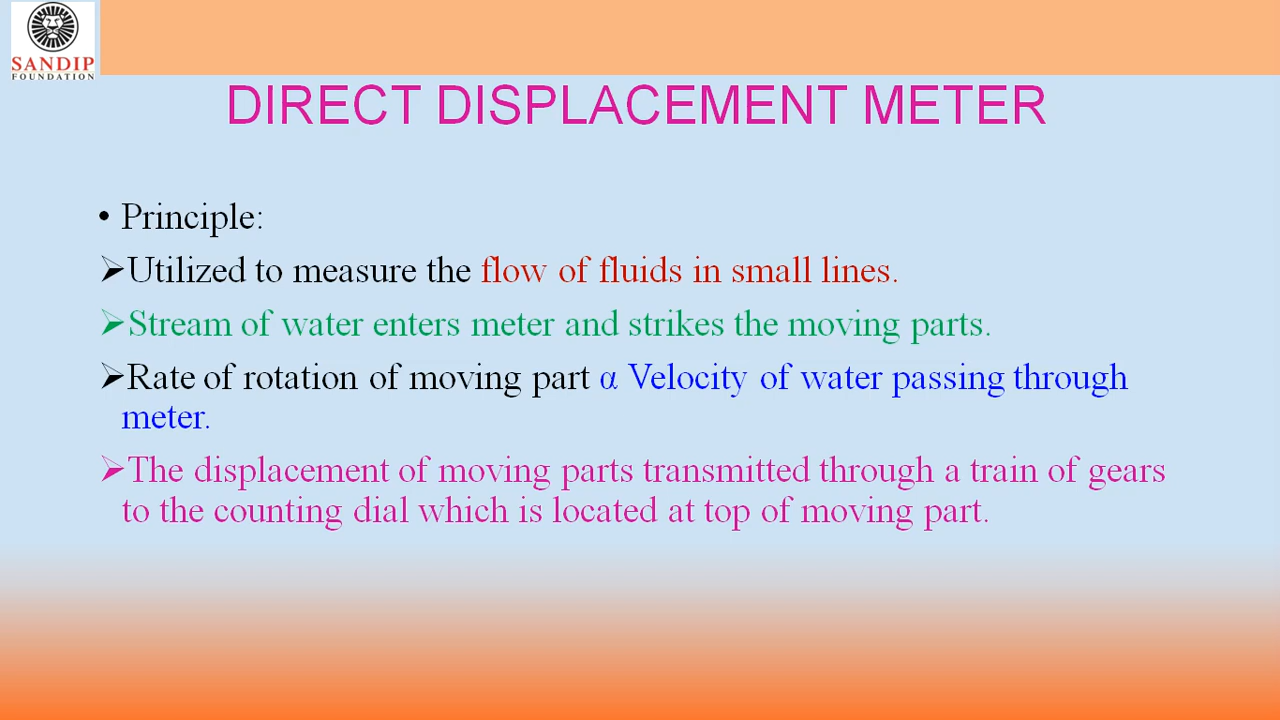 SANDIP
FOUNDATION
DIRECT DISPLACEMENT METER
• Principle:
➢Utilized to measure the flow of fluids in small lines.
➢Stream of water enters meter and strikes the moving parts.
➢Rate of rotation of moving part α Velocity of water passing through
meter.
➢The displacement of moving parts transmitted through a train of gears
to the counting dial which is located at top of moving part.